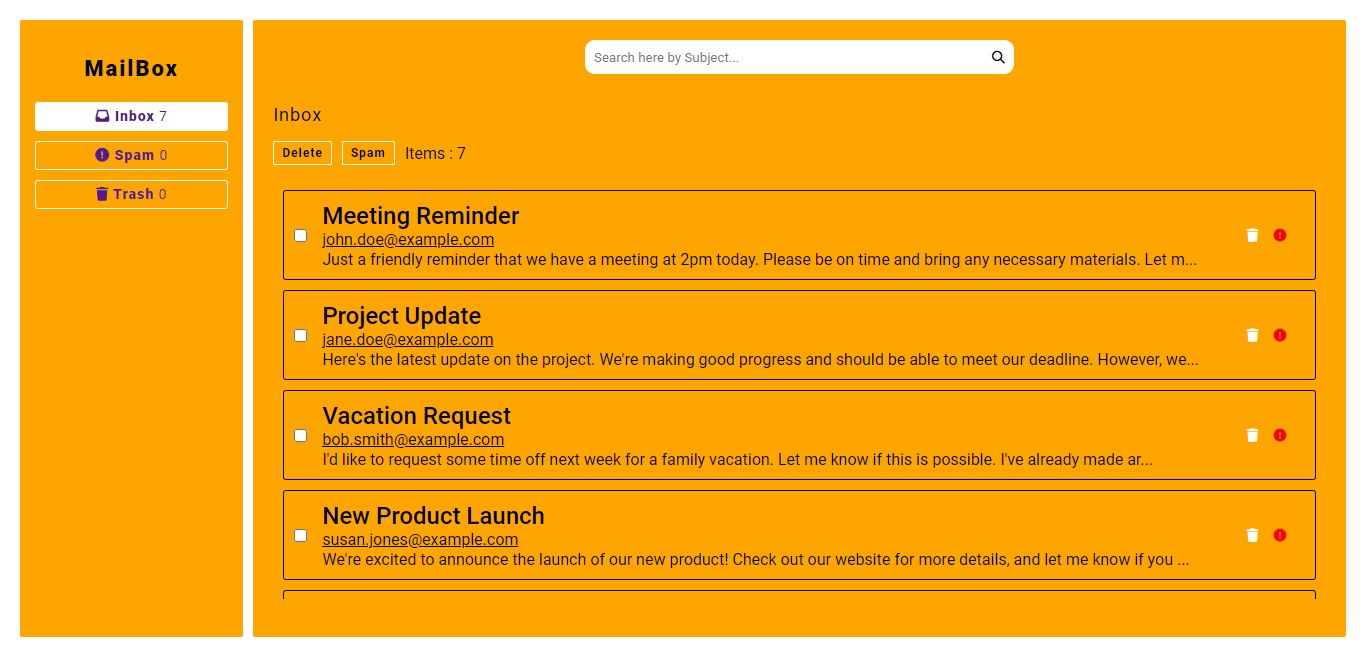 MailBox
Inbox 7
Spam 0
Trash 0
Search here by Subject...
Inbox
Delete Spam Items : 7
Meeting Reminder
john.doe@example.com
Just a friendly reminder that we have a meeting at 2pm today. Please be on time and bring any necessary materials. Let m...
Project Update
jane.doe@example.com
Here's the latest update on the project. We're making good progress and should be able to meet our deadline. However, we...
Vacation Request
bob.smith@example.com
I'd like to request some time off next week for a family vacation. Let me know if this is possible. I've already made ar...
New Product Launch
susan.jones@example.com
We're excited to announce the launch of our new product! Check out our website for more details, and let me know if you ...